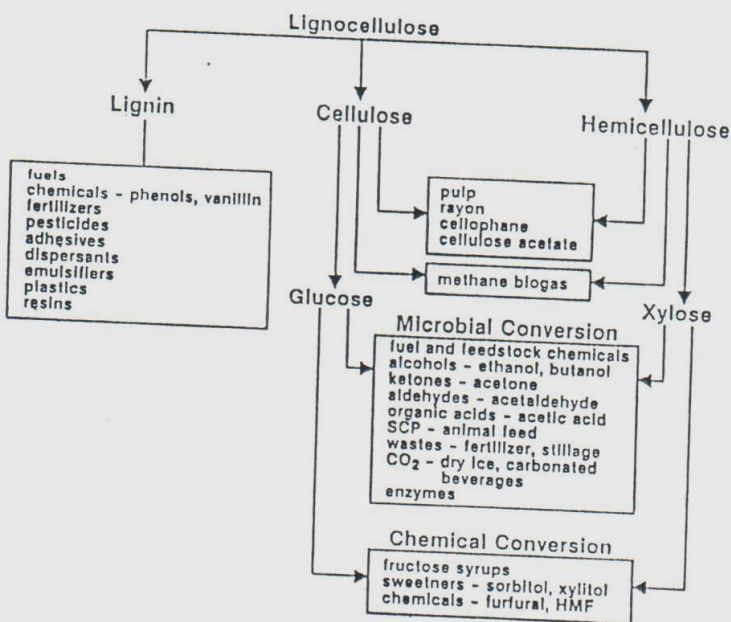 Lignocellulose
Lignin
Cellulose
Hemicellulose
fuels
chemicals - phenols, vanillin
fertilizers
pesticides
adhesives
dispersants
emulsifiers
plastics
resins
pulp
rayon
cellophane
cellulose acetate
methane biogas
Glucose
Xylose
Microbial Conversion
fuel and feedstock chemicals
alcohols - ethanol, butanol
ketones - acetone
aldehydes - acetaldehyde
organic acids - acetic acid
SCP - animal feed
wastes - fertilizer, stillage
CO₂ - dry ice, carbonated
beverages
enzymes
Chemical Conversion
fructose syrups
sweetners - sorbitol, xylitol
chemicals - furfural, HMF